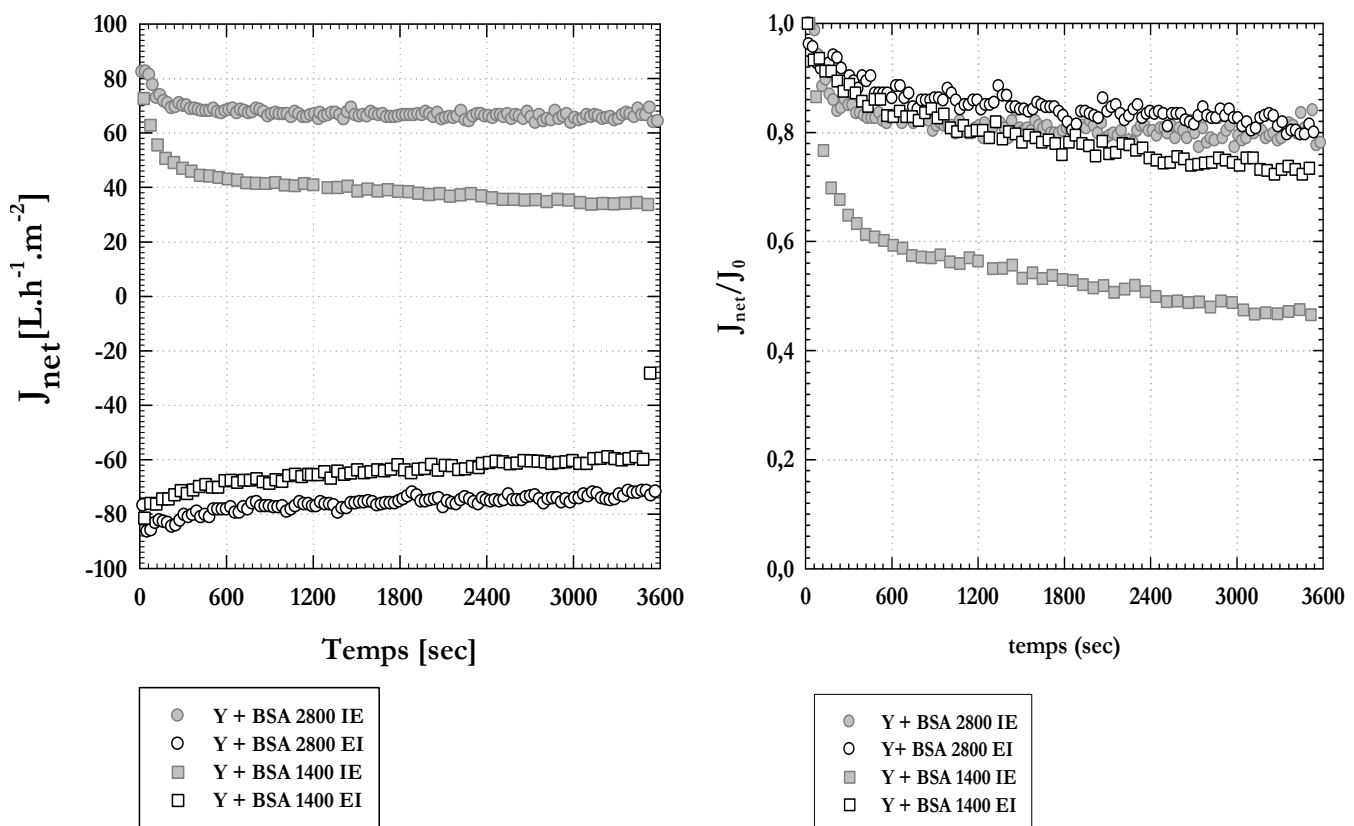 J_net [L.h⁻¹.m⁻²]
100
80
60
40
20
0
-20
-40
-60
-80
-100
0 600 1200 1800 2400 3000 3600
Temps [sec]
Y + BSA 2800 IE
Y + BSA 2800 EI
Y + BSA 1400 IE
Y + BSA 1400 EI
J_net/J_0
1,0
0,8
0,6
0,4
0,2
0,0
0 600 1200 1800 2400 3000 3600
temps (sec)
Y + BSA 2800 IE
Y+ BSA 2800 EI
Y + BSA 1400 IE
Y + BSA 1400 EI